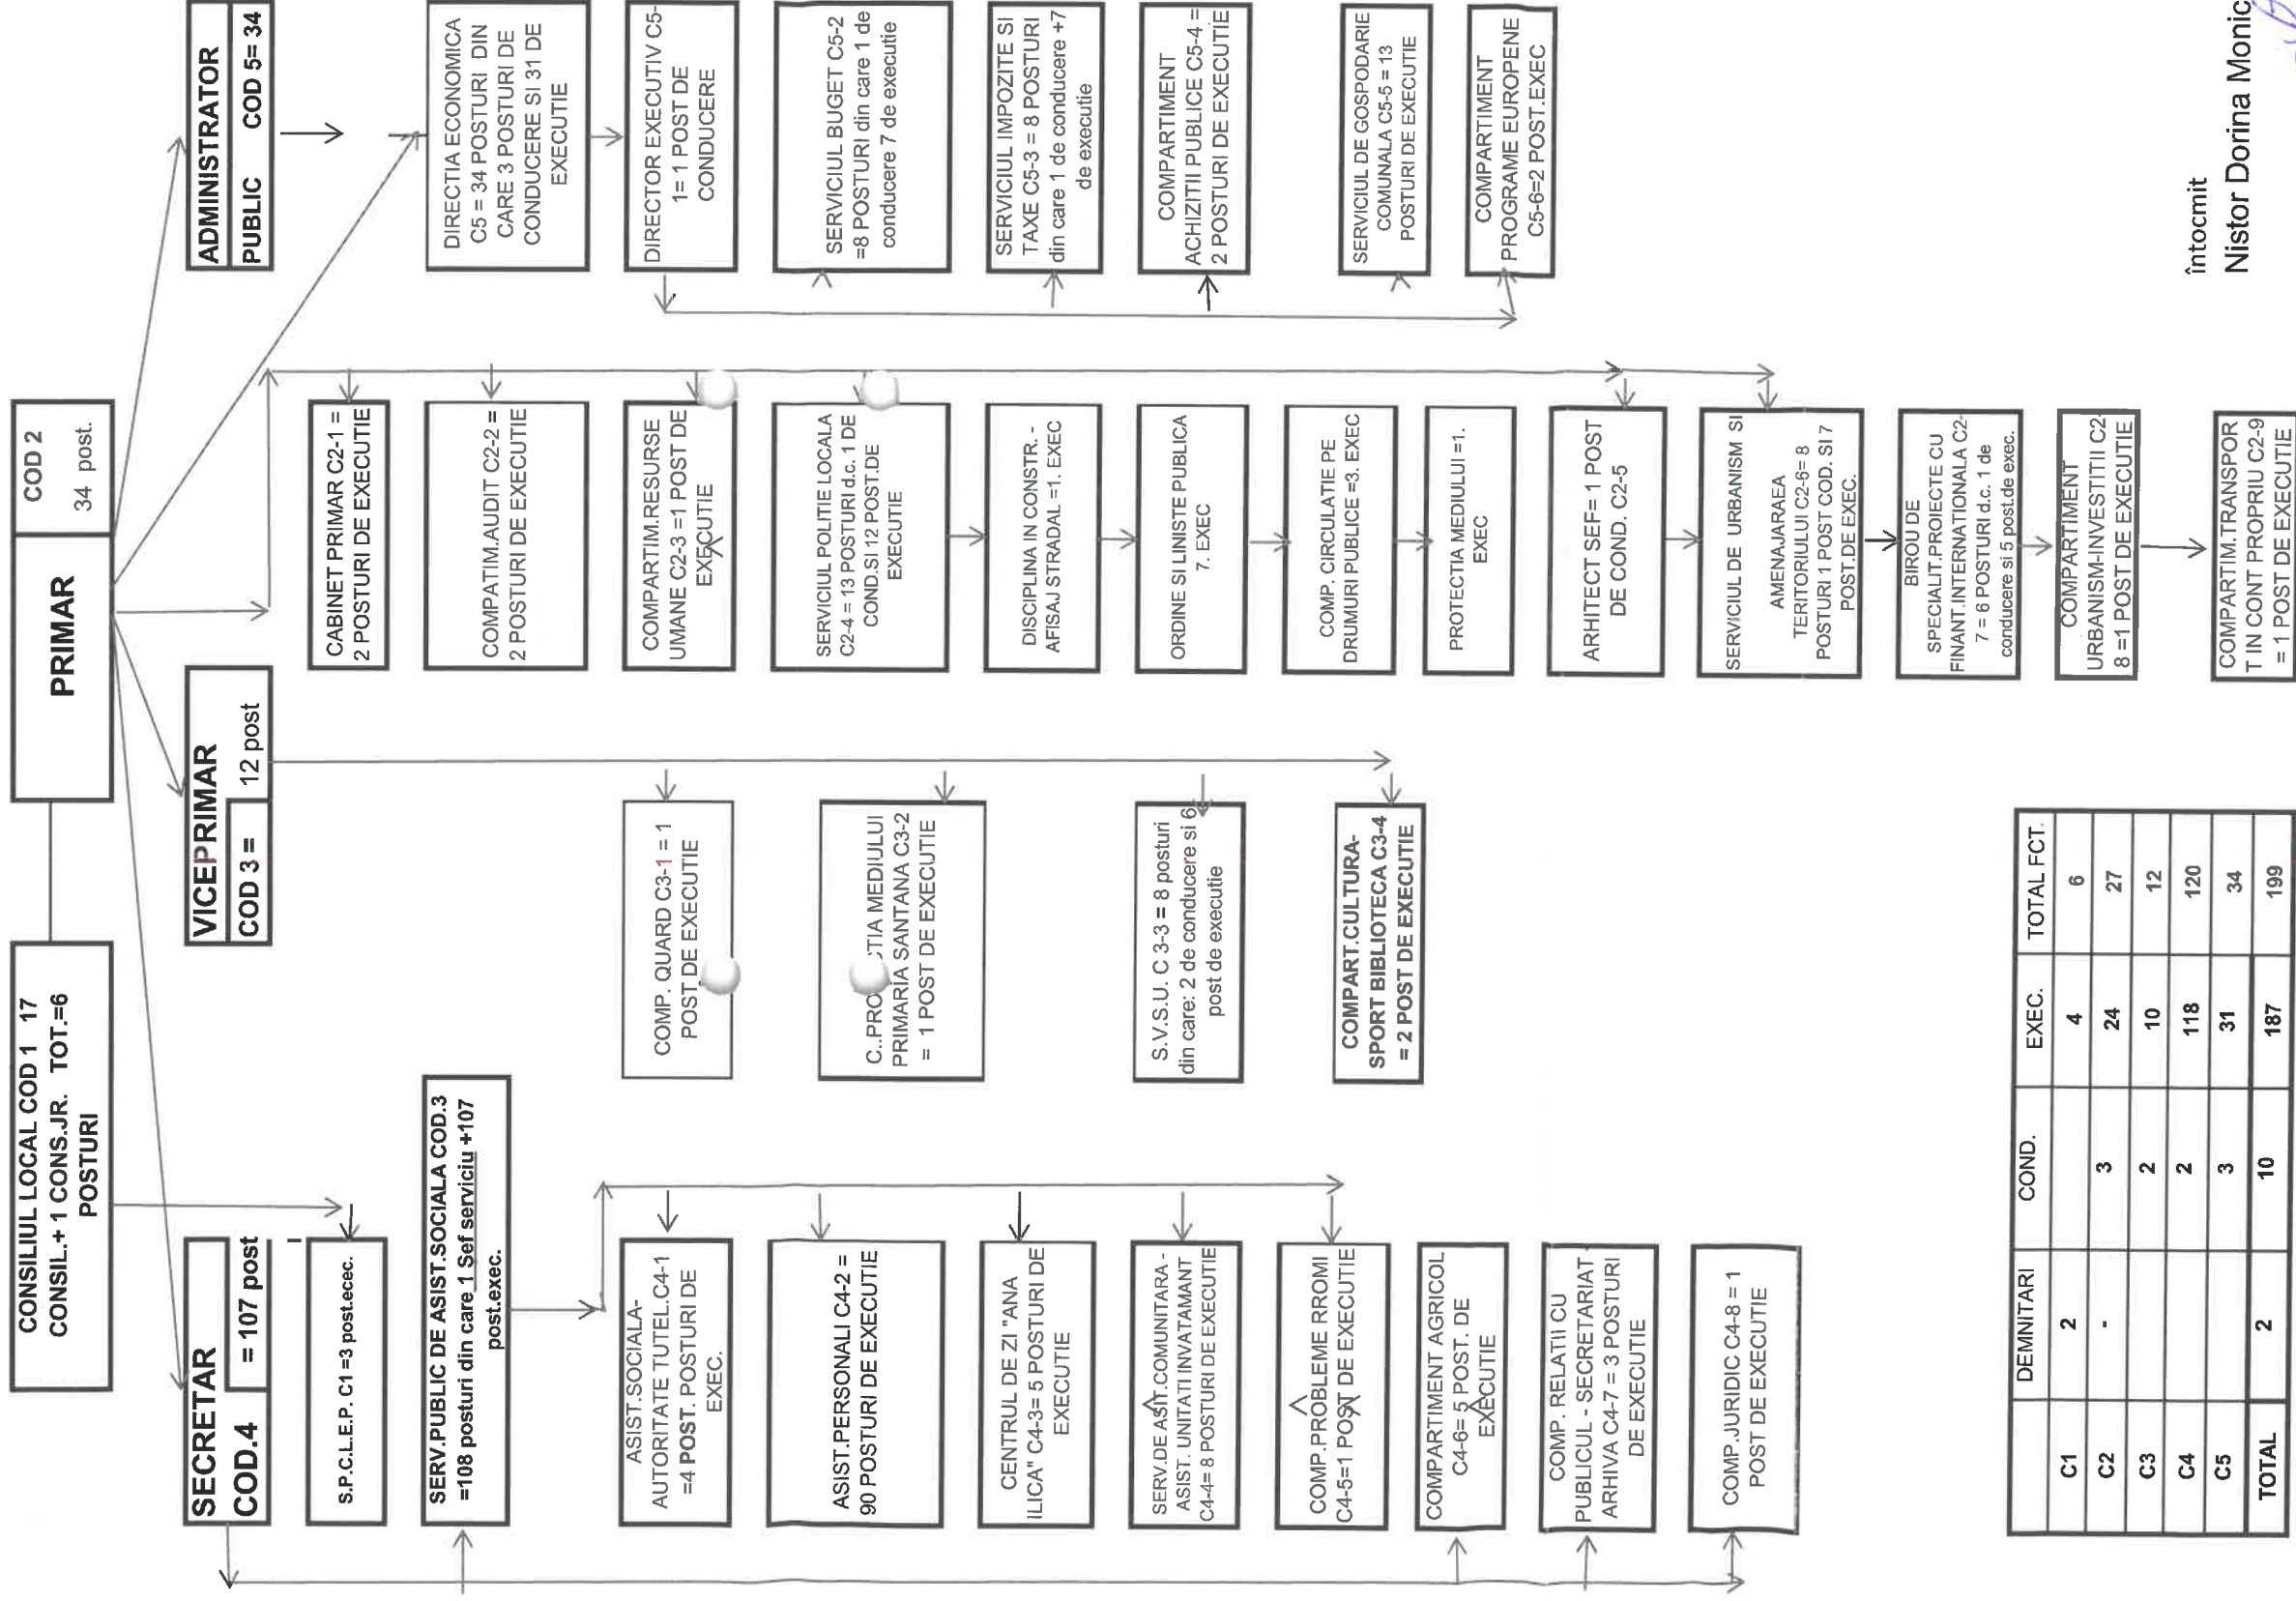 CONSILIUL LOCAL COD 1 17
CONSIL.+ 1 CONS.JR. TOT.=6
POSTURI
PRIMAR
COD 2
34 post.
SECRETAR
COD.4
= 107 post
VICEPRIMAR
COD 3 =
12 post
ADMINISTRATOR
PUBLIC COD 5= 34
S.P.C.L.E.P. C1 =3 post.ecec.
SERV.PUBLIC DE ASIST.SOCIALA COD.3
=108 posturi din care 1 Sef serviciu +107
post.exec.
ASIST.SOCIALA-
AUTORITATE TUTEL.C4-1
=4 POST. POSTURI DE
EXEC.
ASIST.PERSONALI C4-2 =
90 POSTURI DE EXECUTIE
CENTRUL DE ZI "ANA
ILICA" C4-3= 5 POSTURI DE
EXECUTIE
SERV.DE ASIT.COMUNITARA -
ASIST. UNITATI INVATAMANT
C4-4= 8 POSTURI DE EXECUTIE
COMP.PROBLEME RROMI
C4-5=1 POST DE EXECUTIE
COMPARTIMENT AGRICOL
C4-6= 5 POST. DE
EXECUTIE
COMP. RELATII CU
PUBLICUL - SECRETARIAT
ARHIVA C4-7 = 3 POSTURI
DE EXECUTIE
COMP.JURIDIC C4-8 = 1
POST DE EXECUTIE
COMP. QUARD C3-1 = 1
POST DE EXECUTIE
MEDIULUI
PRIMARIA SANTANA C3-2
= 1 POST DE EXECUTIE
S.V.S.U. C 3-3 = 8 posturi
din care: 2 de conducere si 6
post de executie
COMPART.CULTURA-
SPORT BIBLIOTECA C3-4
= 2 POST DE EXECUTIE
CABINET PRIMAR C2-1 =
2 POSTURI DE EXECUTIE
COMPATIM.AUDIT C2-2 =
2 POSTURI DE EXECUTIE
COMPARTIM.RESURSE
UMANE C2-3 =1 POST DE
EXECUTIE
SERVICIUL POLITIE LOCALA
C2-4 = 13 POSTURI d.c. 1 DE
COND.SI 12 POST.DE
EXECUTIE
DISCIPLINA IN CONSTR. -
AFISAJ STRADAL =1. EXEC
ORDINE SI LINISTE PUBLICA
7. EXEC
COMP. CIRCULATIE PE
DRUMURI PUBLICE =3. EXEC
PROTECTIA MEDIULUI =1.
EXEC
ARHITECT SEF= 1 POST
DE COND. C2-5
SERVICIUL DE URBANISM SI
AMENAJARAEA
TERITORIULUI C2-6= 8
POSTURI 1 POST COD. SI 7
POST.DE EXEC.
BIROU DE
SPECIALIT.PROIECTE CU
FINANT.INTERNATIONALA C2-
7 = 6 POSTURI d.c. 1 de
conducere si 5 post.de exec.
COMPARTIMENT
URBANISM-INVESTITII C2
8 =1 POST DE EXECUTIE
COMPARTIM.TRANSPOR
T IN CONT PROPRIU C2-9
= 1 POST DE EXECUTIE
DIRECTIA ECONOMICA
C5 = 34 POSTURI DIN
CARE 3 POSTURI DE
CONDUCERE SI 31 DE
EXECUTIE
DIRECTOR EXECUTIV C5-
1= 1 POST DE
CONDUCERE
SERVICIUL BUGET C5-2
=8 POSTURI din care 1 de
conducere 7 de executie
SERVICIUL IMPOZITE SI
TAXE C5-3 = 8 POSTURI
din care 1 de conducere +7
de executie
COMPARTIMENT
ACHIZITII PUBLICE C5-4 =
2 POSTURI DE EXECUTIE
SERVICIUL DE GOSPODARIE
COMUNALA C5-5 = 13
POSTURI DE EXECUTIE
COMPARTIMENT
PROGRAME EUROPENE
C5-6=2 POST.EXEC
DEMNITARI COND. EXEC. TOTAL FCT.
C1 2 4 6
C2 - 3 24 27
C3 2 10 12
C4 2 118 120
C5 3 31 34
TOTAL 2 10 187 199
întocmit
Nistor Dorina Monic